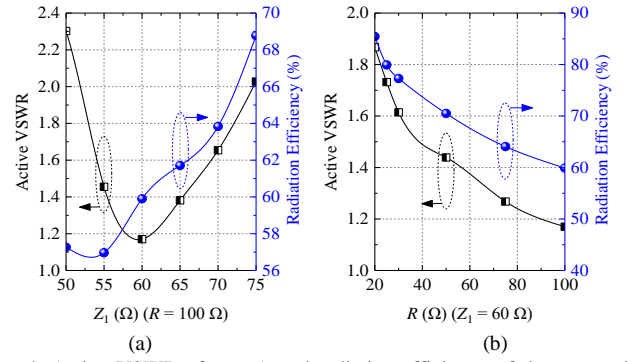 2.4
2.2
2.0
1.8
1.6
1.4
1.2
1.0
Active VSWR
70
68
66
64
62
60
58
56
Radiation Efficiency (%)
50 55 60 65 70 75
Z1 (Ω) (R = 100 Ω)
(a)
2.0
1.8
1.6
1.4
1.2
1.0
Active VSWR
90
80
70
60
50
40
Radiation Efficiency (%)
20 40 60 80 100
R (Ω) (Z1 = 60 Ω)
(b)